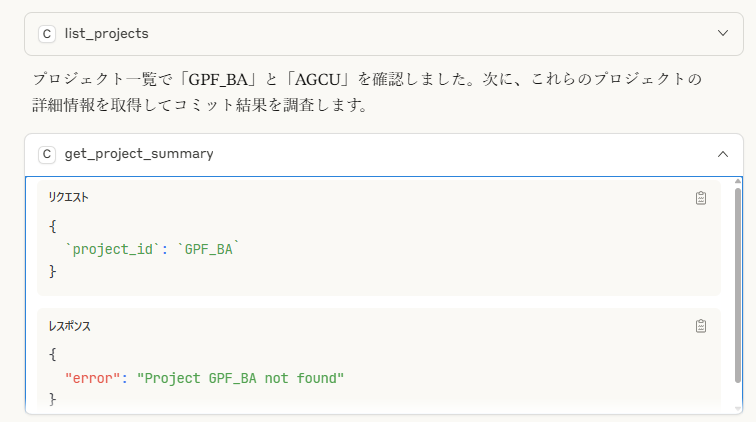 C list_projects
プロジェクト一覧で「GPF_BA」と「AGCU」を確認しました。次に、これらのプロジェクトの
詳細情報を取得してコミット結果を調査します。
C get_project_summary
リクエスト
{
`project_id`: `GPF_BA`
}
レスポンス
{
"error": "Project GPF_BA not found"
}